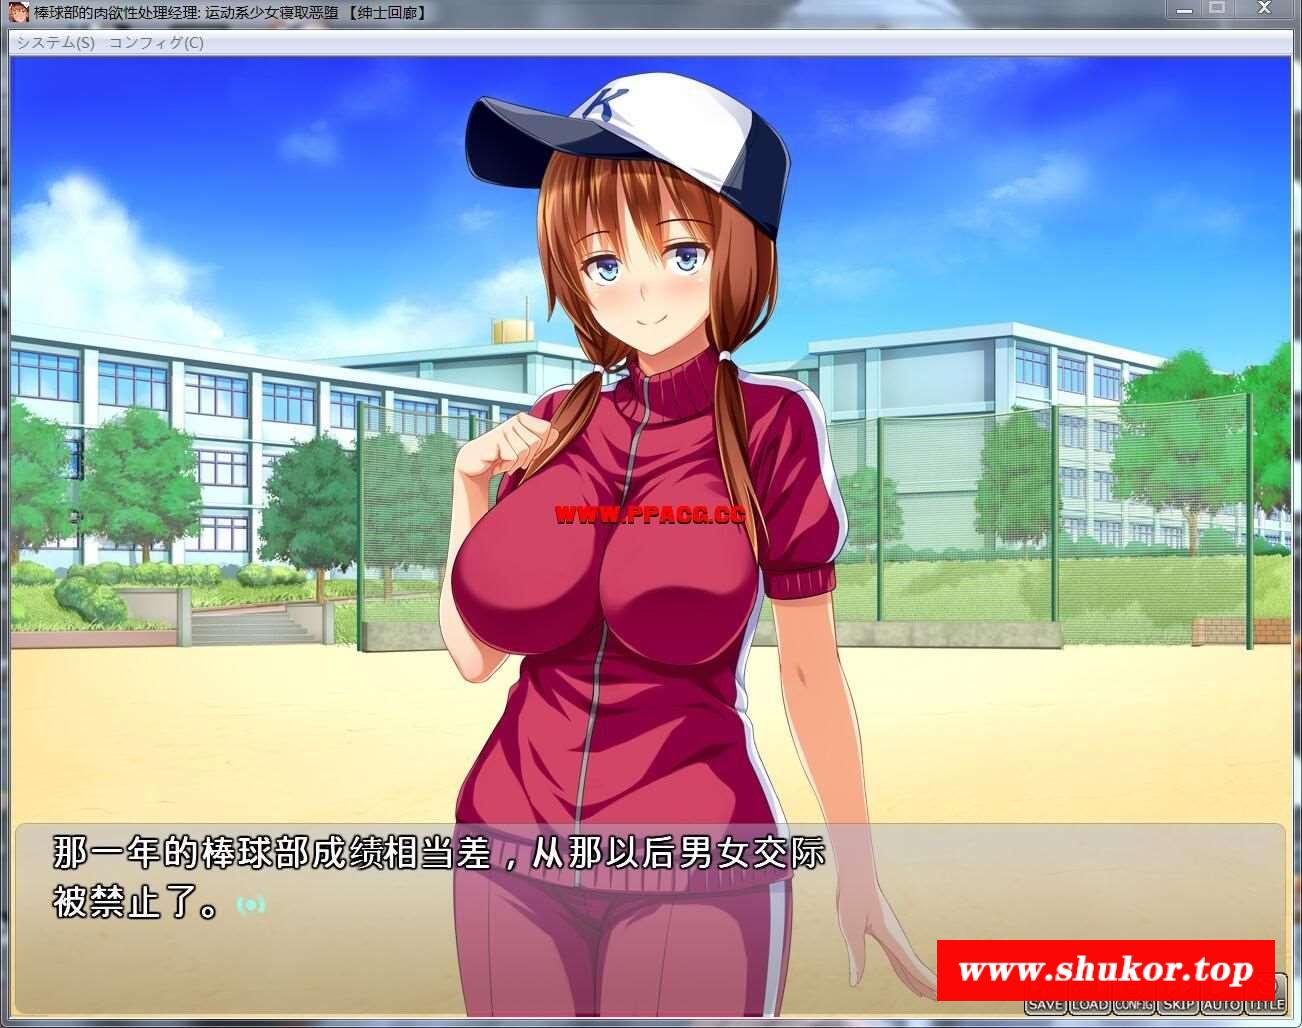 棒球部的肉欲性处理经理: 运动系少女寝取恶堕 【绅士回廊】
システム(S) コンフィグ(C)
K
WWW.PPACG.CC
那一年的棒球部成绩相当差，从那以后男女交际
被禁止了。
www.shukor.top
SAVE LOAD CONFIG SKIP AUTO TITLE